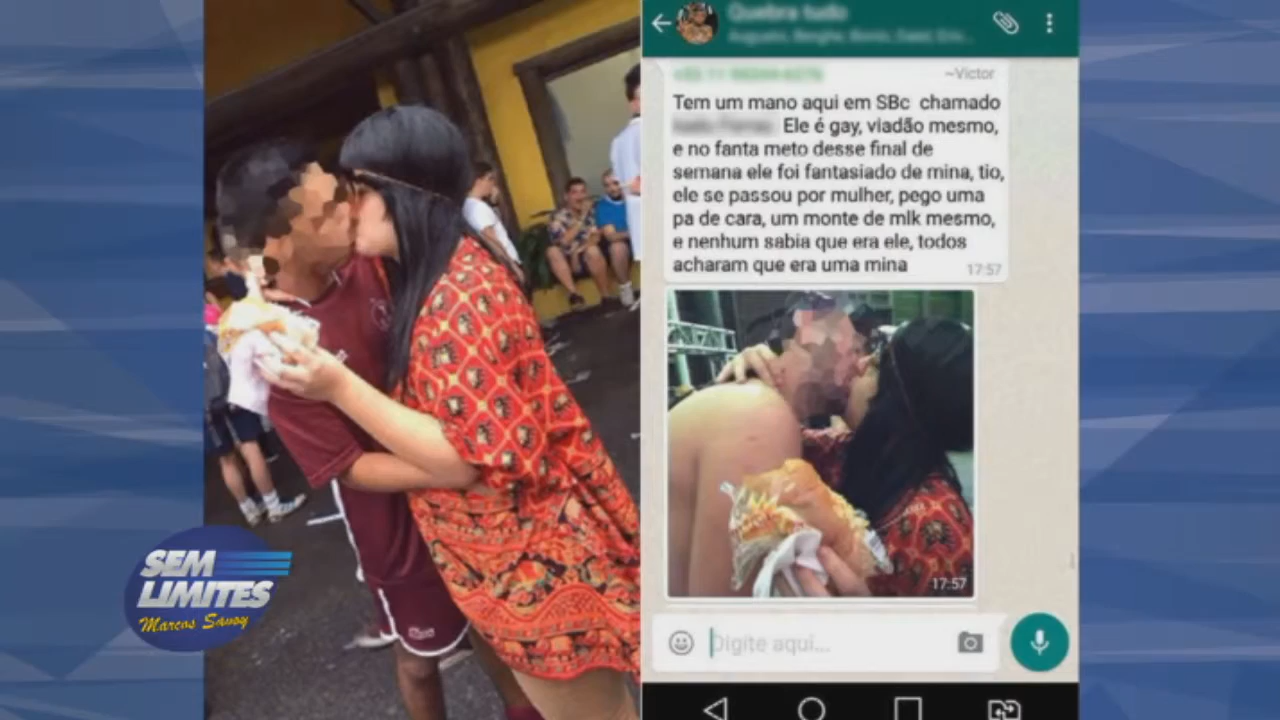 Quebra tudo
~Victor
Tem um mano aqui em SBc chamado
Ele é gay, viadão mesmo,
e no fanta meto desse final de
semana ele foi fantasiado de mina, tio,
ele se passou por mulher, pego uma
pa de cara, um monte de mlk mesmo,
e nenhum sabia que era ele, todos
acharam que era uma mina
17:57
17:57
Digite aqui...
SEM
LIMITES
Marcos Savoy